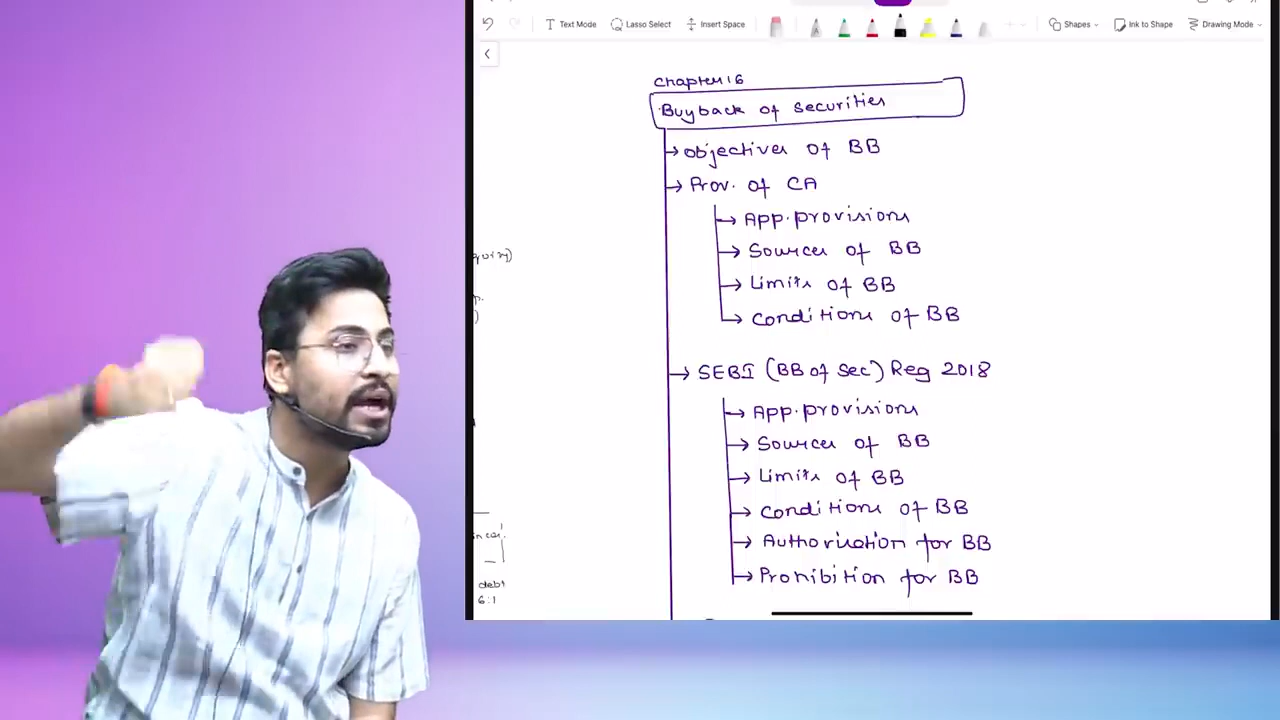 Text Mode
Lasso Select
Insert Space
Shapes
Ink to Shape
Drawing Mode
Chapter 16
Buyback of securities
objectives of BB
Prov. of CA
App. provisions
Sources of BB
Limits of BB
Conditions of BB
SEBI (BB of Sec) Reg 2018
App. provisions
Sources of BB
Limits of BB
Conditions of BB
Authorisation for BB
Prohibition for BB
debt
6:1